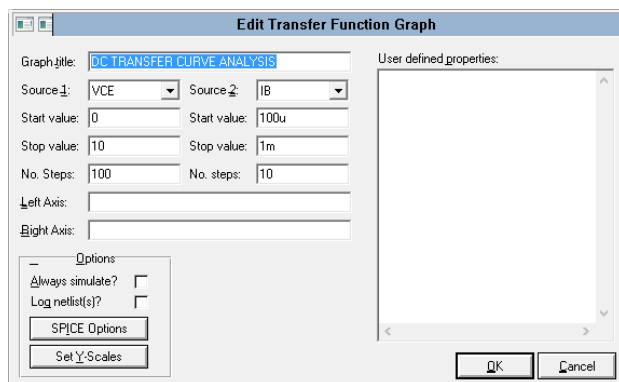 Edit Transfer Function Graph
Graph title: DC TRANSFER CURVE ANALYSIS
User defined properties:
Source 1: VCE Source 2: IB
Start value: 0 Start value: 100u
Stop value: 10 Stop value: 1m
No. Steps: 100 No. steps: 10
Left Axis:
Right Axis:
Options
Always simulate?
Log netlist(s)?
SPICE Options
Set Y-Scales
OK Cancel